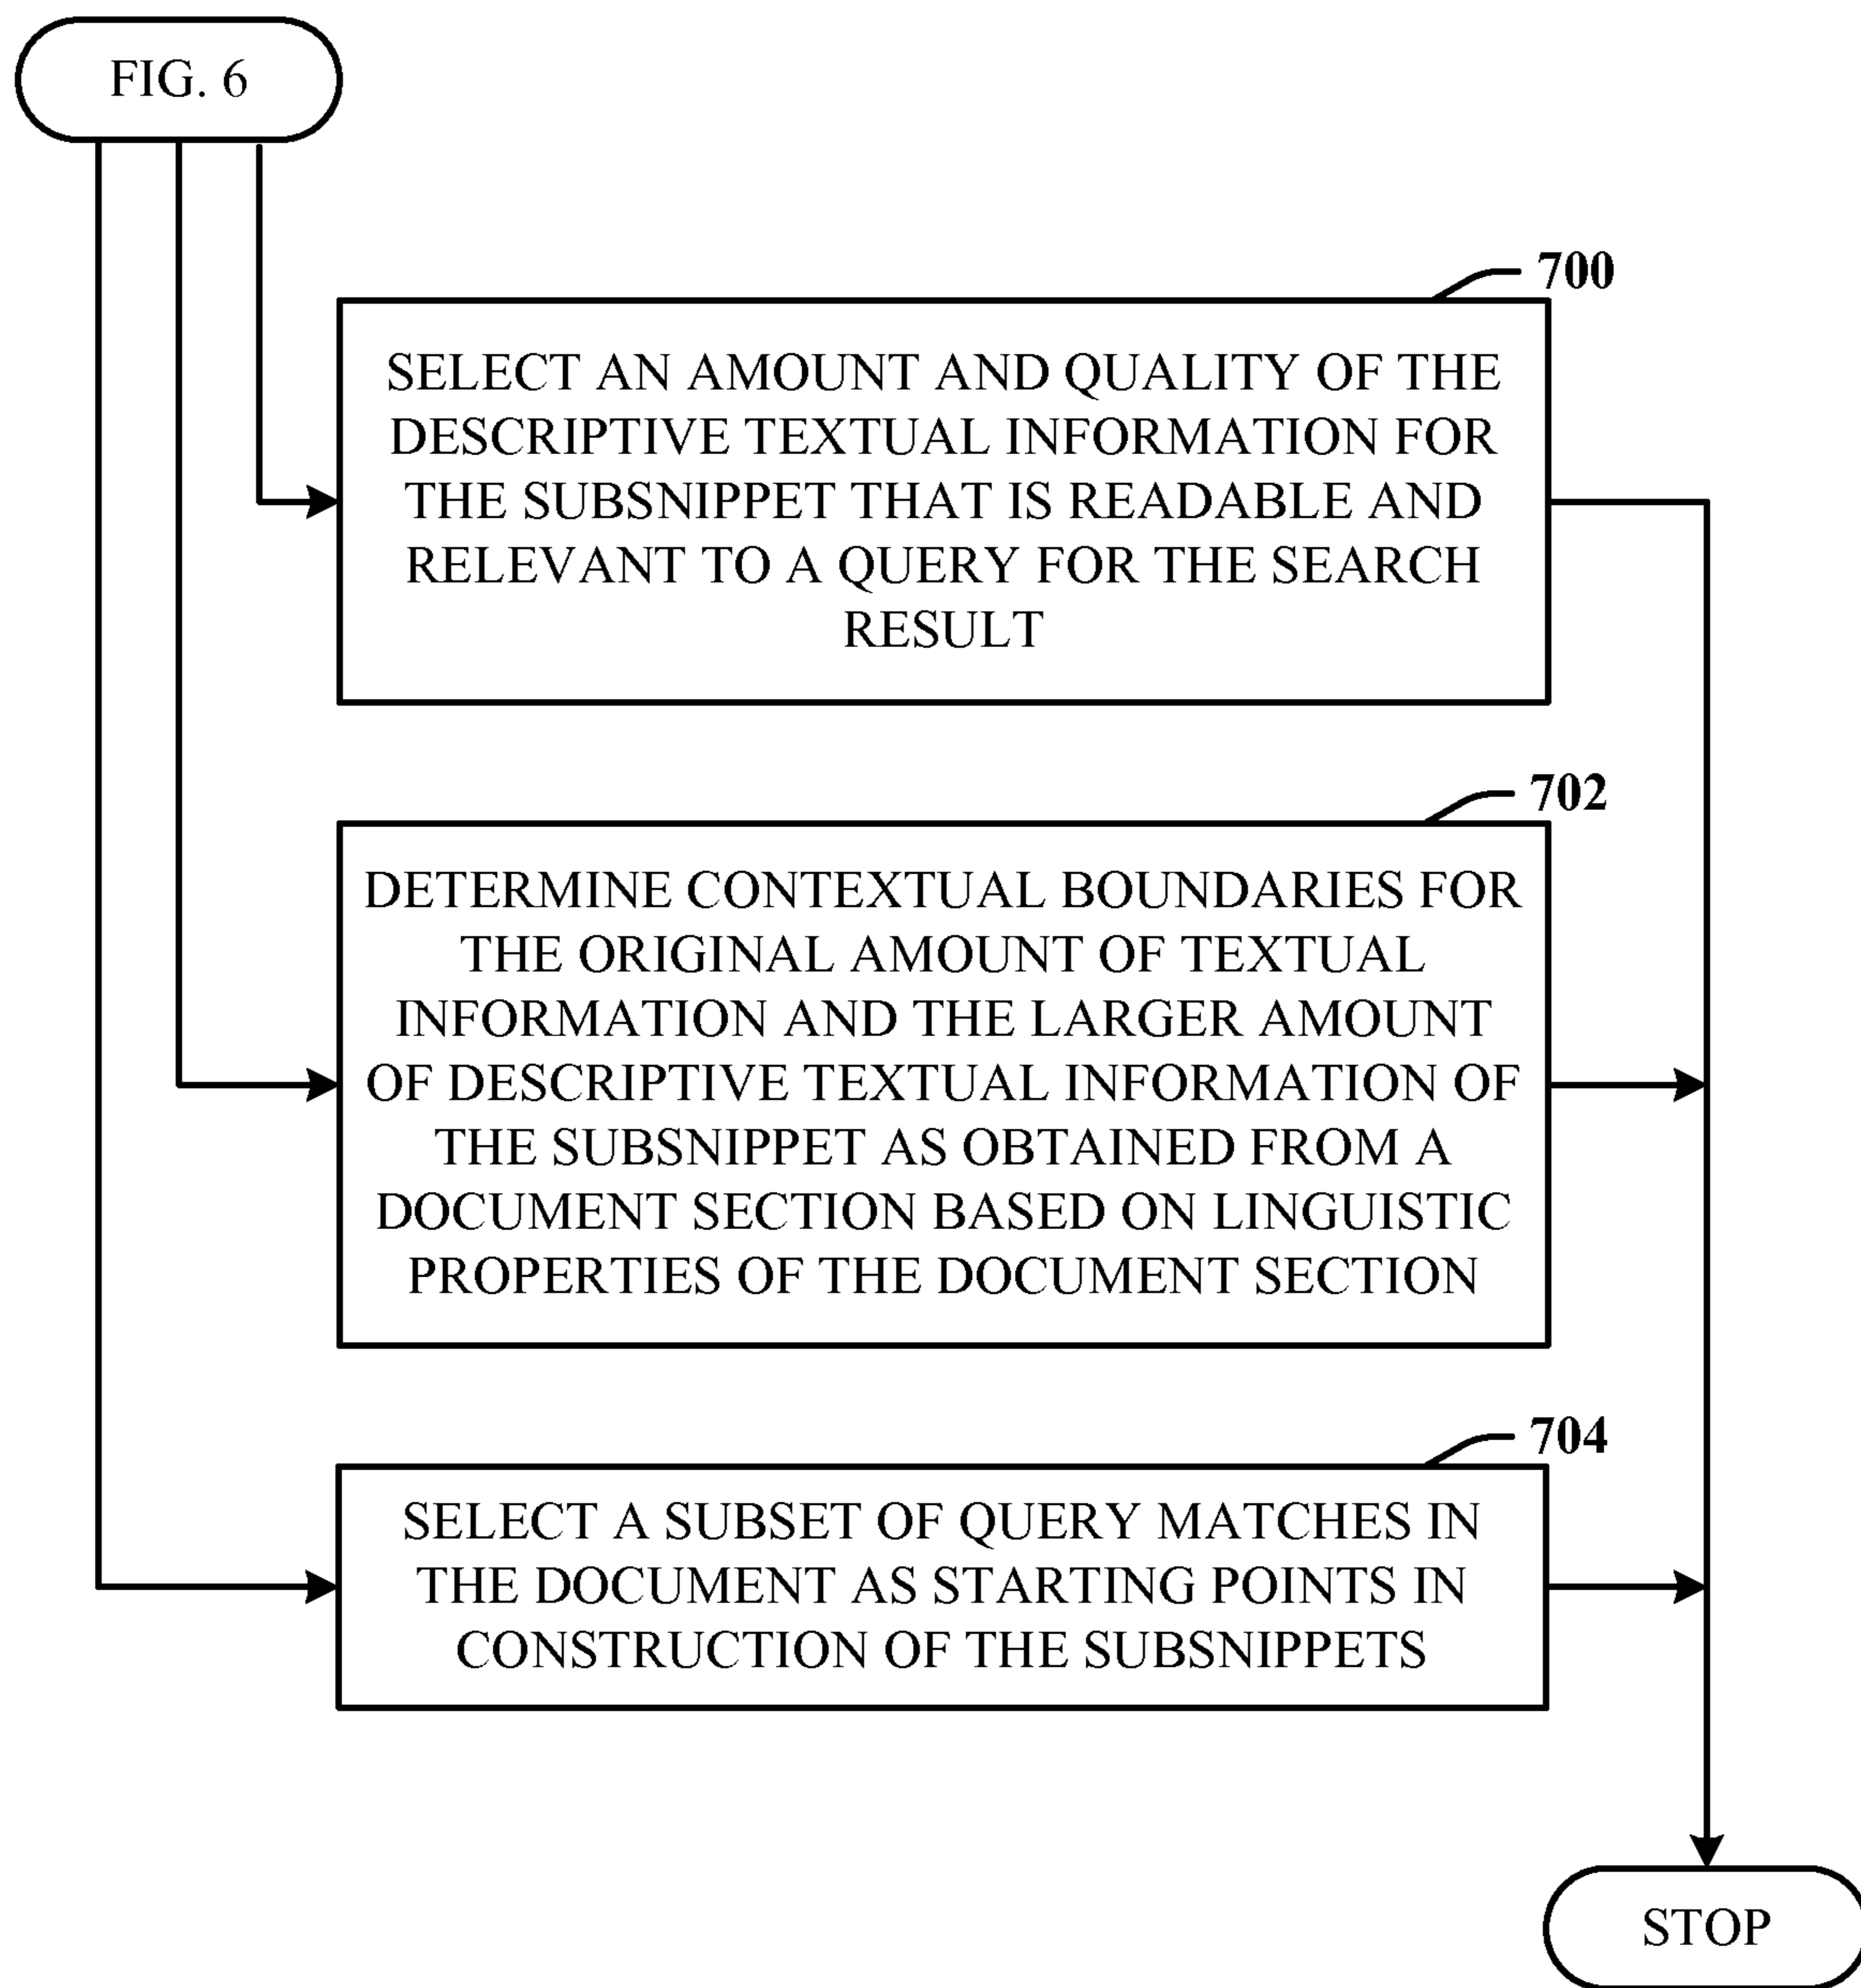 FIG. 6
700
SELECT AN AMOUNT AND QUALITY OF THE
DESCRIPTIVE TEXTUAL INFORMATION FOR
THE SUBSNIPPET THAT IS READABLE AND
RELEVANT TO A QUERY FOR THE SEARCH
RESULT
702
DETERMINE CONTEXTUAL BOUNDARIES FOR
THE ORIGINAL AMOUNT OF TEXTUAL
INFORMATION AND THE LARGER AMOUNT
OF DESCRIPTIVE TEXTUAL INFORMATION OF
THE SUBSNIPPET AS OBTAINED FROM A
DOCUMENT SECTION BASED ON LINGUISTIC
PROPERTIES OF THE DOCUMENT SECTION
704
SELECT A SUBSET OF QUERY MATCHES IN
THE DOCUMENT AS STARTING POINTS IN
CONSTRUCTION OF THE SUBSNIPPETS
STOP